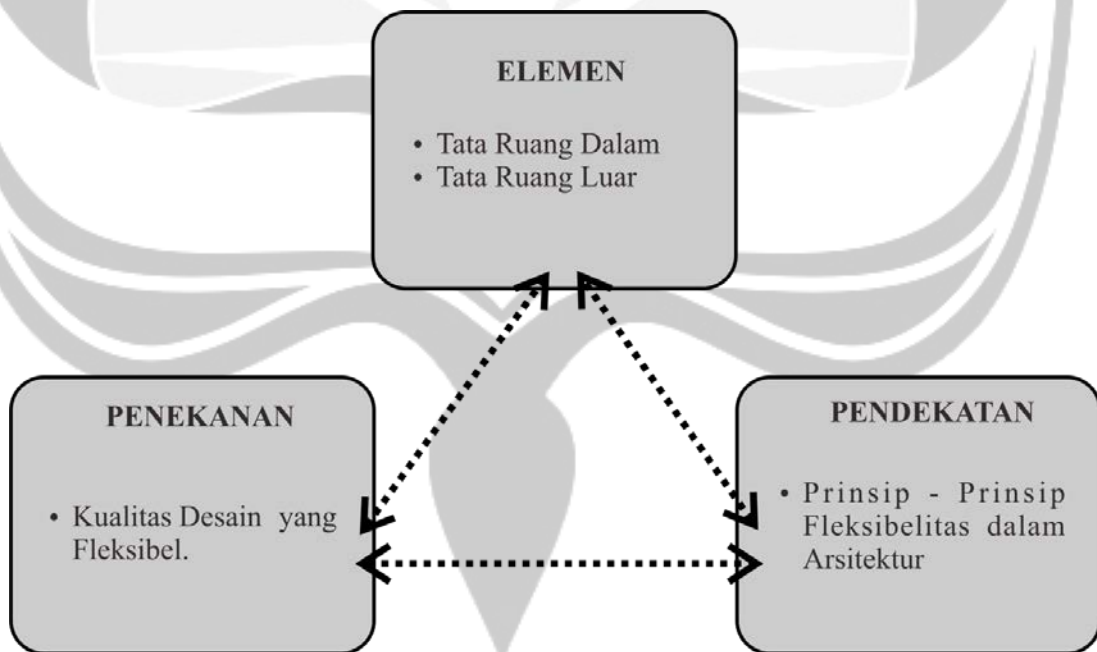 ELEMEN
• Tata Ruang Dalam
• Tata Ruang Luar
PENEKANAN
• Kualitas Desain yang
Fleksibel.
PENDEKATAN
• Prinsip - Prinsip
Fleksibelitas dalam
Arsitektur